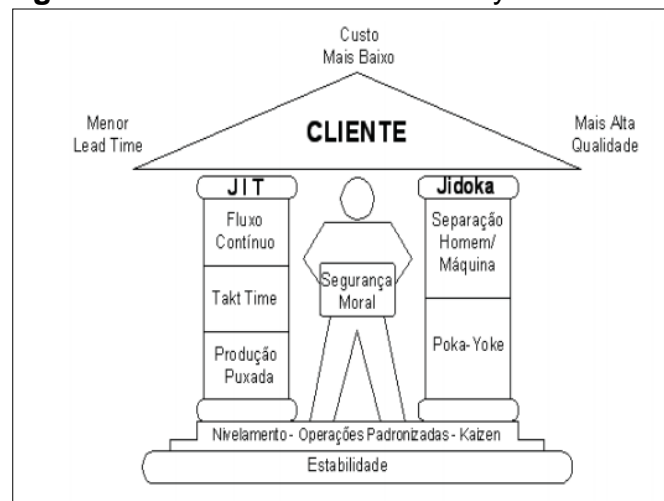 Custo
Mais Baixo
Menor
Lead Time
CLIENTE
Mais Alta
Qualidade
JIT
Fluxo
Contínuo
Takt Time
Produção
Puxada
Segurança
Moral
Jidoka
Separação
Homem/
Máquina
Poka-Yoke
Nivelamento - Operações Padronizadas - Kaizen
Estabilidade